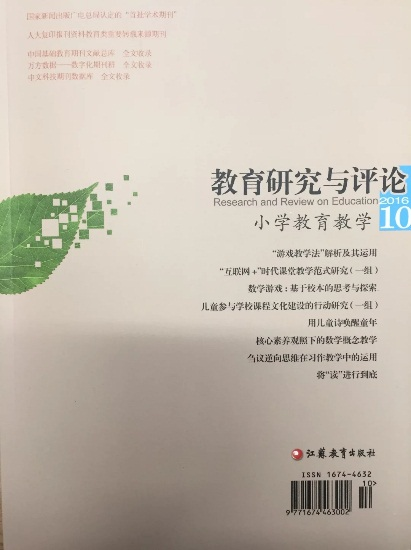 国家新闻出版广电总局认定的“首批学术期刊”
人大复印报刊资料教育类重要转载来源期刊
中国基础教育期刊文献总库 全文收录
万方数据——数字化期刊群 全文收录
中文科技期刊数据库 全文收录
教育研究与评论
Research and Review on Education
2016
10
小学教育教学
“游戏教学法”解析及其运用
“互联网+”时代课堂教学范式研究(一组)
数学游戏:基于校本的思考与探索
儿童参与学校课程文化建设的行动研究(一组)
用儿童诗唤醒童年
核心素养观照下的数学概念教学
刍议逆向思维在习作教学中的运用
将“读”进行到底
江苏教育出版社
ISSN 1674-4632
10>
9 771674 463002